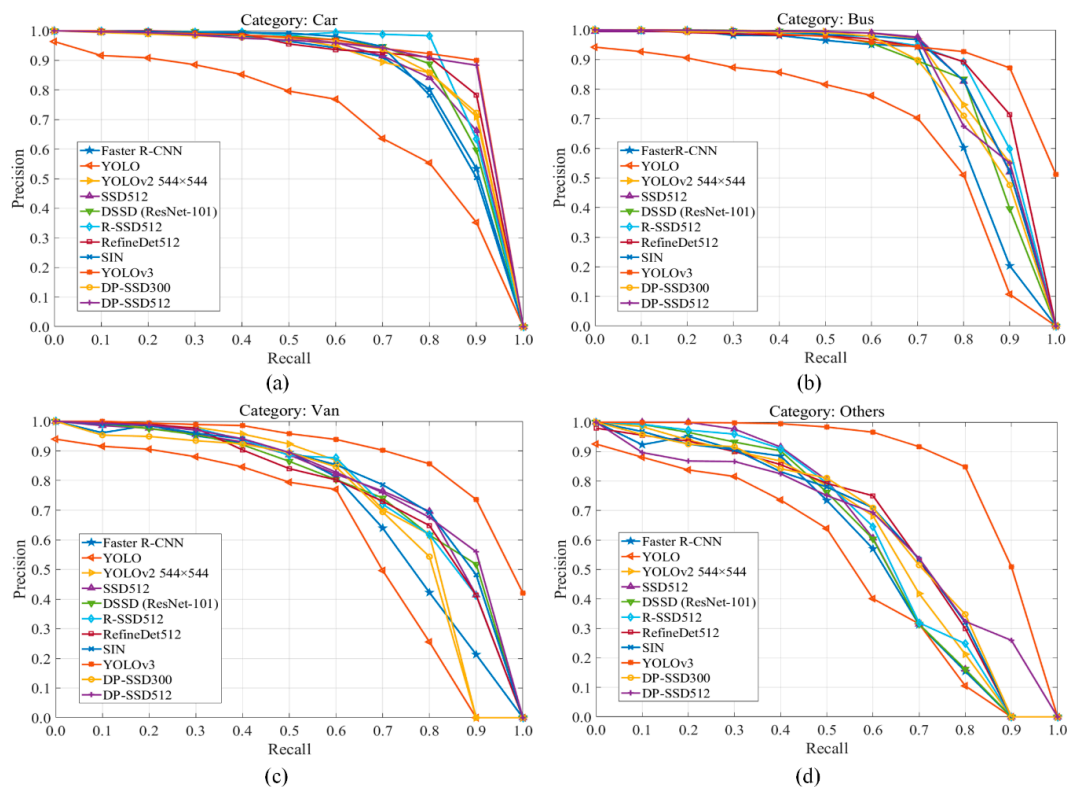 (a)
Category: Car
Precision
1.0
0.9
0.8
0.7
0.6
0.5
0.4
0.3
0.2
0.1
0.0
Faster R-CNN
YOLO
YOLOv2 544×544
SSD512
DSSD (ResNet-101)
R-SSD512
RefineDet512
SIN
YOLOv3
DP-SSD300
DP-SSD512
0.0 0.1 0.2 0.3 0.4 0.5 0.6 0.7 0.8 0.9 1.0
Recall
(a)
Category: Bus
Precision
1.0
0.9
0.8
0.7
0.6
0.5
0.4
0.3
0.2
0.1
0.0
FasterR-CNN
YOLO
YOLOv2 544×544
SSD512
DSSD (ResNet-101)
R-SSD512
RefineDet512
SIN
YOLOv3
DP-SSD300
DP-SSD512
0.0 0.1 0.2 0.3 0.4 0.5 0.6 0.7 0.8 0.9 1.0
Recall
(b)
Category: Van
Precision
1.0
0.9
0.8
0.7
0.6
0.5
0.4
0.3
0.2
0.1
0.0
Faster R-CNN
YOLO
YOLOv2 544×544
SSD512
DSSD (ResNet-101)
R-SSD512
RefineDet512
SIN
YOLOv3
DP-SSD300
DP-SSD512
0.0 0.1 0.2 0.3 0.4 0.5 0.6 0.7 0.8 0.9 1.0
Recall
(c)
Category: Others
Precision
1.0
0.9
0.8
0.7
0.6
0.5
0.4
0.3
0.2
0.1
0.0
Faster R-CNN
YOLO
YOLOv2 544×544
SSD512
DSSD (ResNet-101)
R-SSD512
RefineDet512
SIN
YOLOv3
DP-SSD300
DP-SSD512
0.0 0.1 0.2 0.3 0.4 0.5 0.6 0.7 0.8 0.9 1.0
Recall
(d)